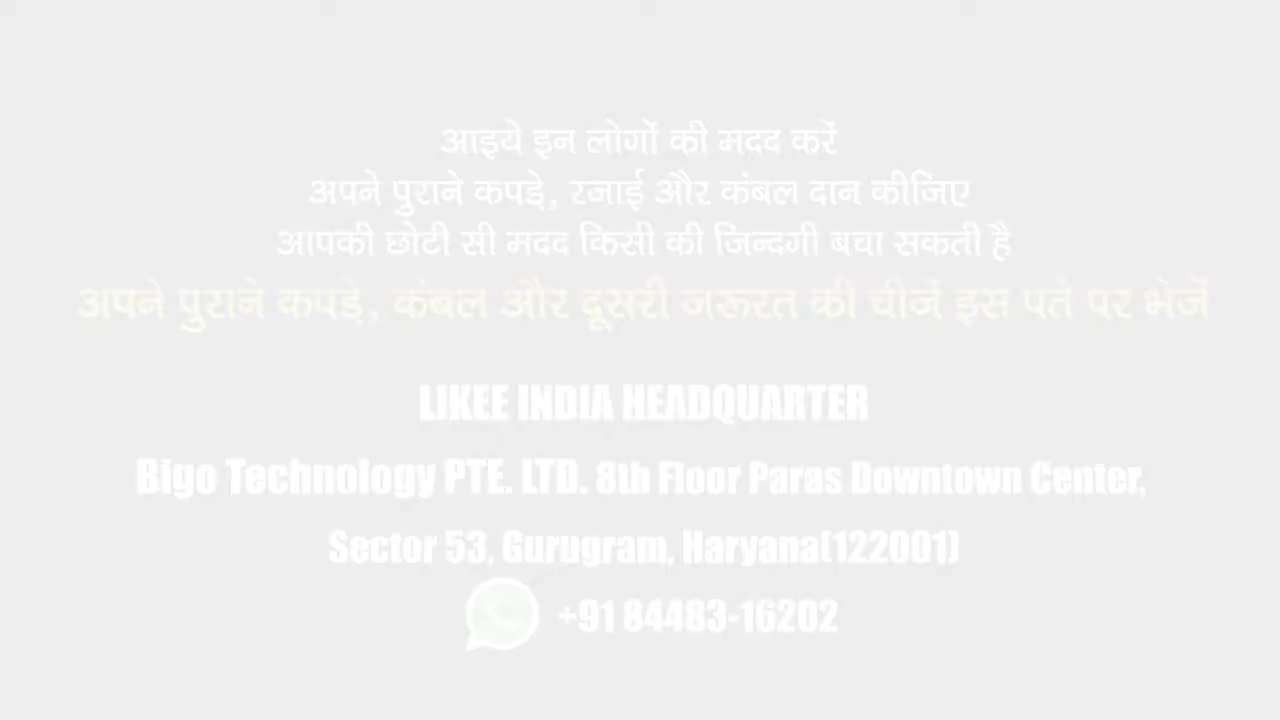 आइये इन लोगों की मदद करें
अपने पुराने कपड़े, रजाई और कंबल दान कीजिए
आपकी छोटी सी मदद किसी की जिन्दगी बचा सकती है
अपने पुराने कपड़े, कंबल और दूसरी जरूरत की चीजें इस पते पर भेजें
LIKEE INDIA HEADQUARTER
Bigo Technology PTE. LTD. 8th Floor Paras Downtown Center,
Sector 53, Gurugram, Haryana(122001)
+91 84483-16202